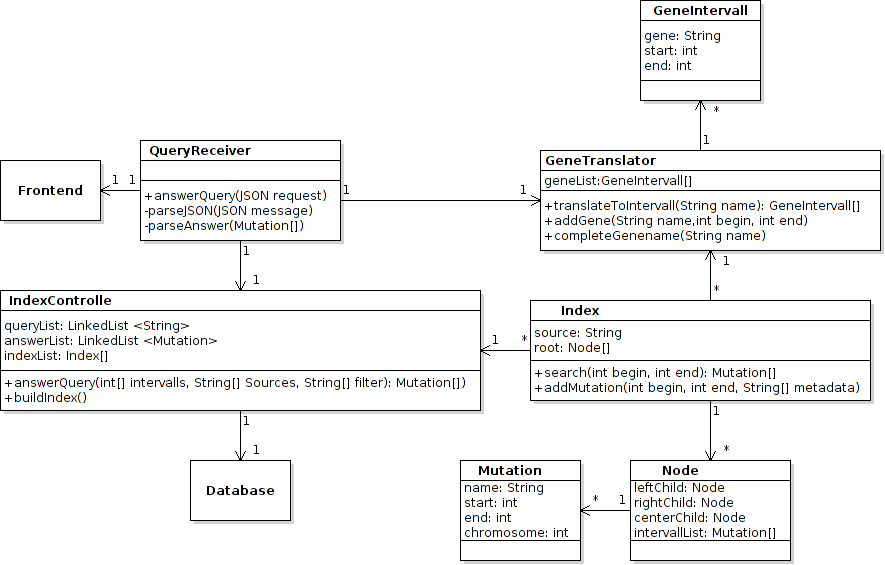 GeneIntervall
gene: String
start: int
end: int
*
1
QueryReceiver
+answerQuery(JSON request)
-parseJSON(JSON message)
-parseAnswer(Mutation[])
Frontend
1 1
1
1
GeneTranslator
geneList:GeneIntervall[]
+translateToIntervall(String name): GeneIntervall[]
+addGene(String name,int begin, int end)
+completeGenename(String name)
1
1
1
*
IndexControlle
queryList: LinkedList <String>
answerList: LinkedList <Mutation>
indexList: Index[]
+answerQuery(int[] intervalls, String[] Sources, String[] filter): Mutation[])
+buildIndex()
1 *
Index
source: String
root: Node[]
+search(int begin, int end): Mutation[]
+addMutation(int begin, int end, String[] metadata)
1
1
1
*
Database
Mutation
name: String
start: int
end: int
chromosome: int
* 1
Node
leftChild: Node
rightChild: Node
centerChild: Node
intervallList: Mutation[]